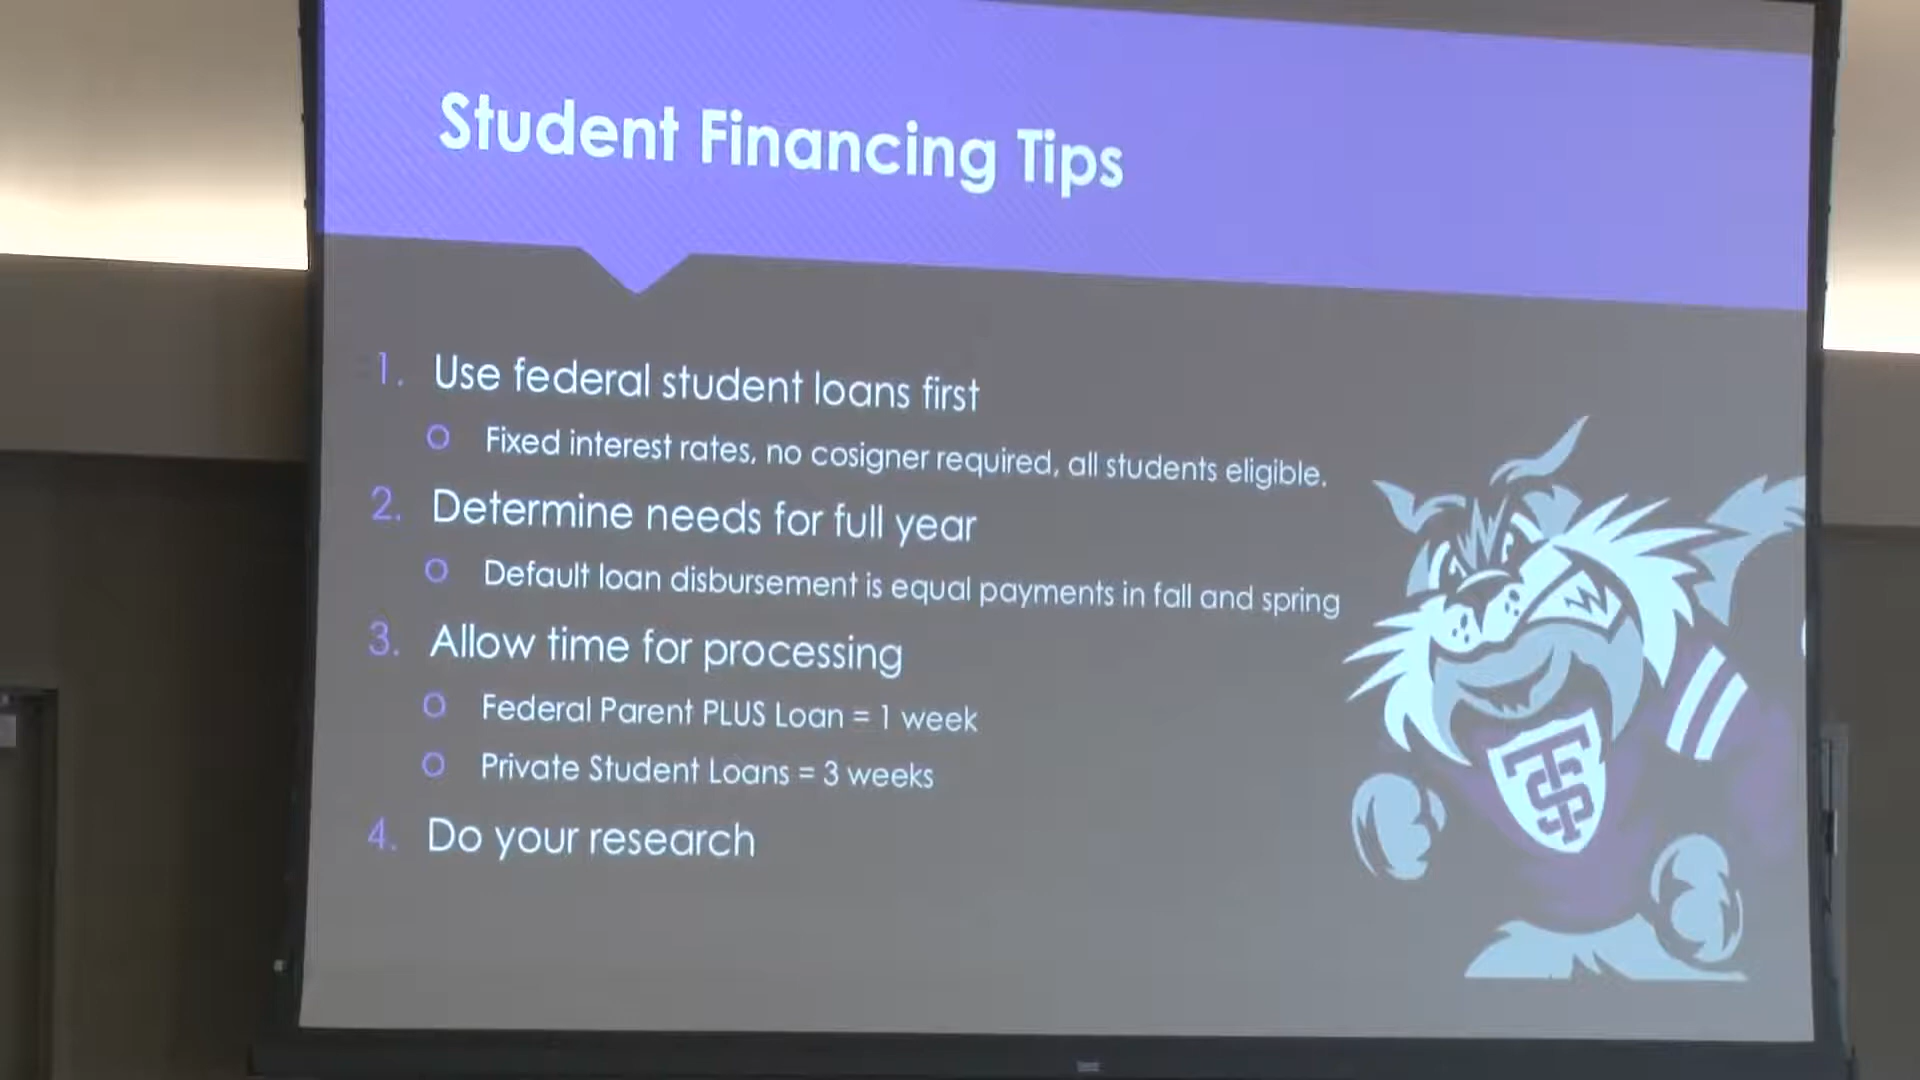 Student Financing Tips
1. Use federal student loans first
O Fixed interest rates, no cosigner required, all students eligible.
2. Determine needs for full year
O Default loan disbursement is equal payments in fall and spring
3. Allow time for processing
O Federal Parent PLUS Loan = 1 week
O Private Student Loans = 3 weeks
4. Do your research
TS